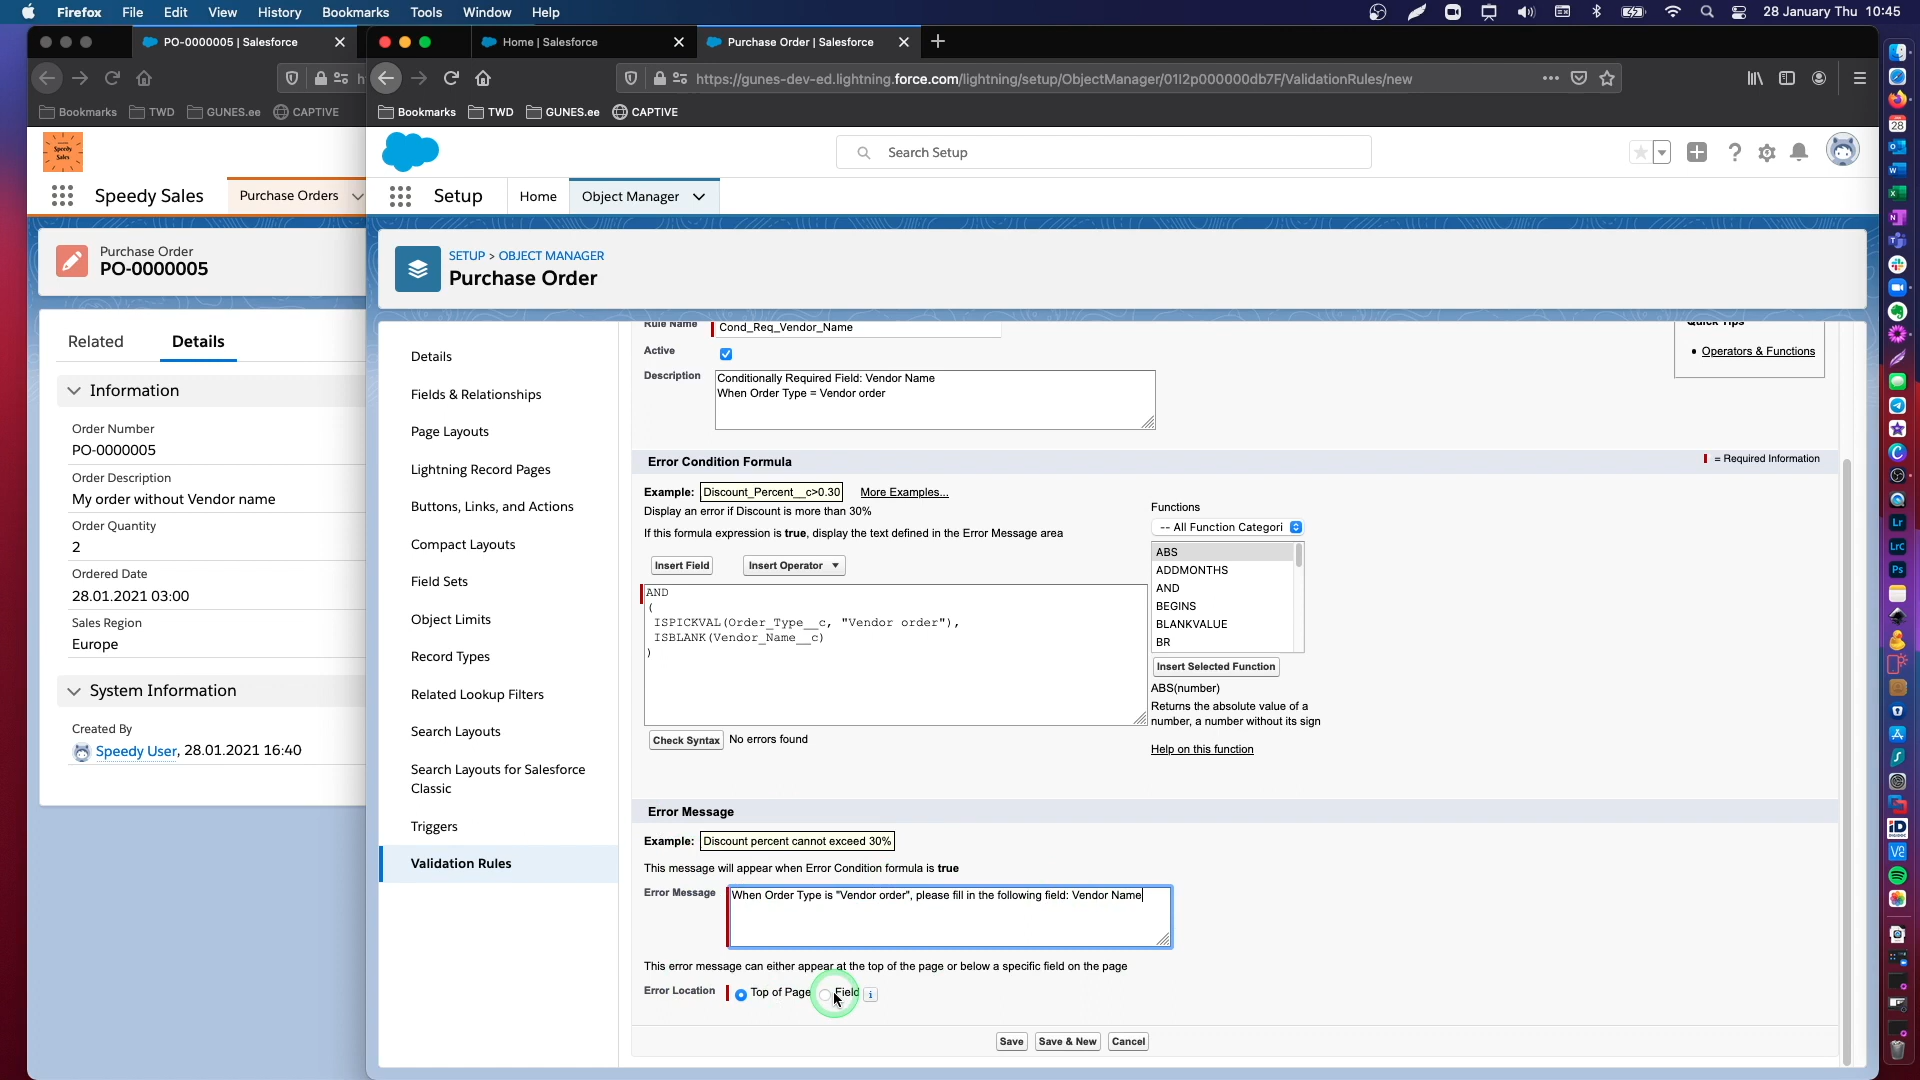 Firefox File Edit View History Bookmarks Tools Window Help
28 January Thu 10:45
PO-0000005 | Salesforce
Home | Salesforce
Purchase Order | Salesforce
https://gunes-dev-ed.lightning.force.com/lightning/setup/ObjectManager/01I2p000000db7F/ValidationRules/new
Bookmarks TWD GUNES.ee CAPTIVE
Bookmarks TWD GUNES.ee CAPTIVE
Speedy Sales
Search Setup
Speedy Sales
Purchase Orders
Setup
Home
Object Manager
Purchase Order
PO-0000005
SETUP > OBJECT MANAGER
Purchase Order
Related
Details
Information
Order Number
PO-0000005
Order Description
My order without Vendor name
Order Quantity
2
Ordered Date
28.01.2021 03:00
Sales Region
Europe
System Information
Created By
Speedy User, 28.01.2021 16:40
Details
Fields & Relationships
Page Layouts
Lightning Record Pages
Buttons, Links, and Actions
Compact Layouts
Field Sets
Object Limits
Record Types
Related Lookup Filters
Search Layouts
Search Layouts for Salesforce
Classic
Triggers
Validation Rules
Rule Name
Cond_Req_Vendor_Name
Quick Tips
Active
Operators & Functions
Description
Conditionally Required Field: Vendor Name
When Order Type = Vendor order
Error Condition Formula
= Required Information
Example: Discount_Percent__c>0.30 More Examples...
Display an error if Discount is more than 30%
If this formula expression is true, display the text defined in the Error Message area
Insert Field
Insert Operator
AND
(
ISPICKVAL(Order_Type__c, "Vendor order"),
ISBLANK(Vendor_Name__c)
)
Check Syntax No errors found
Functions
-- All Function Categori
ABS
ADDMONTHS
AND
BEGINS
BLANKVALUE
BR
Insert Selected Function
ABS(number)
Returns the absolute value of a
number, a number without its sign
Help on this function
Error Message
Example: Discount percent cannot exceed 30%
This message will appear when Error Condition formula is true
Error Message
When Order Type is "Vendor order", please fill in the following field: Vendor Name
This error message can either appear at the top of the page or below a specific field on the page
Error Location
Top of Page
Field
i
Save
Save & New
Cancel
28
Lr
LrC
Ps
iD